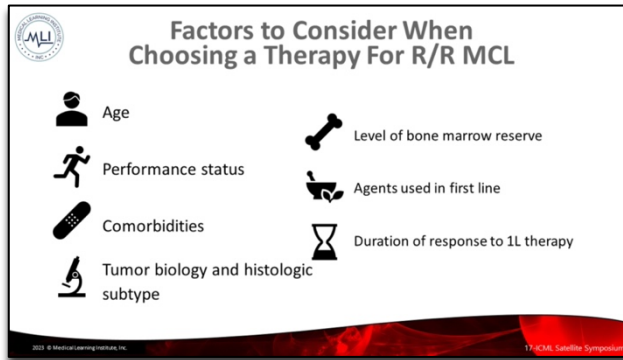 MEDICAL LEARNING INSTITUTE
MLI
INC
Factors to Consider When
Choosing a Therapy For R/R MCL
Age
Performance status
Comorbidities
Tumor biology and histologic
subtype
Level of bone marrow reserve
Agents used in first line
Duration of response to 1L therapy
2023 © Medical Learning Institute, Inc.
17-ICML Satellite Symposium